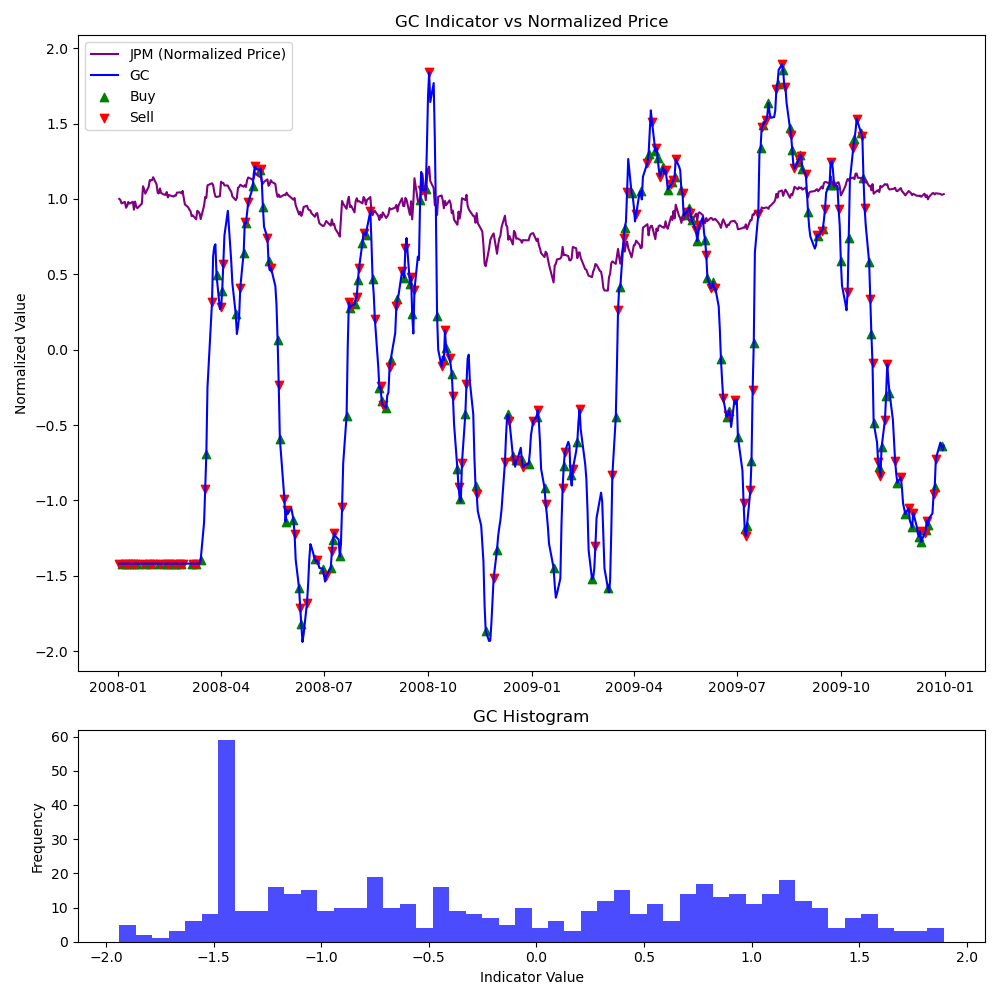 GC Indicator vs Normalized Price
JPM (Normalized Price)
GC
Buy
Sell
Normalized Value
2.0
1.5
1.0
0.5
0.0
−0.5
−1.0
−1.5
−2.0
2008-01 2008-04 2008-07 2008-10 2009-01 2009-04 2009-07 2009-10 2010-01
GC Histogram
Frequency
60
50
40
30
20
10
0
−2.0 −1.5 −1.0 −0.5 0.0 0.5 1.0 1.5 2.0
Indicator Value